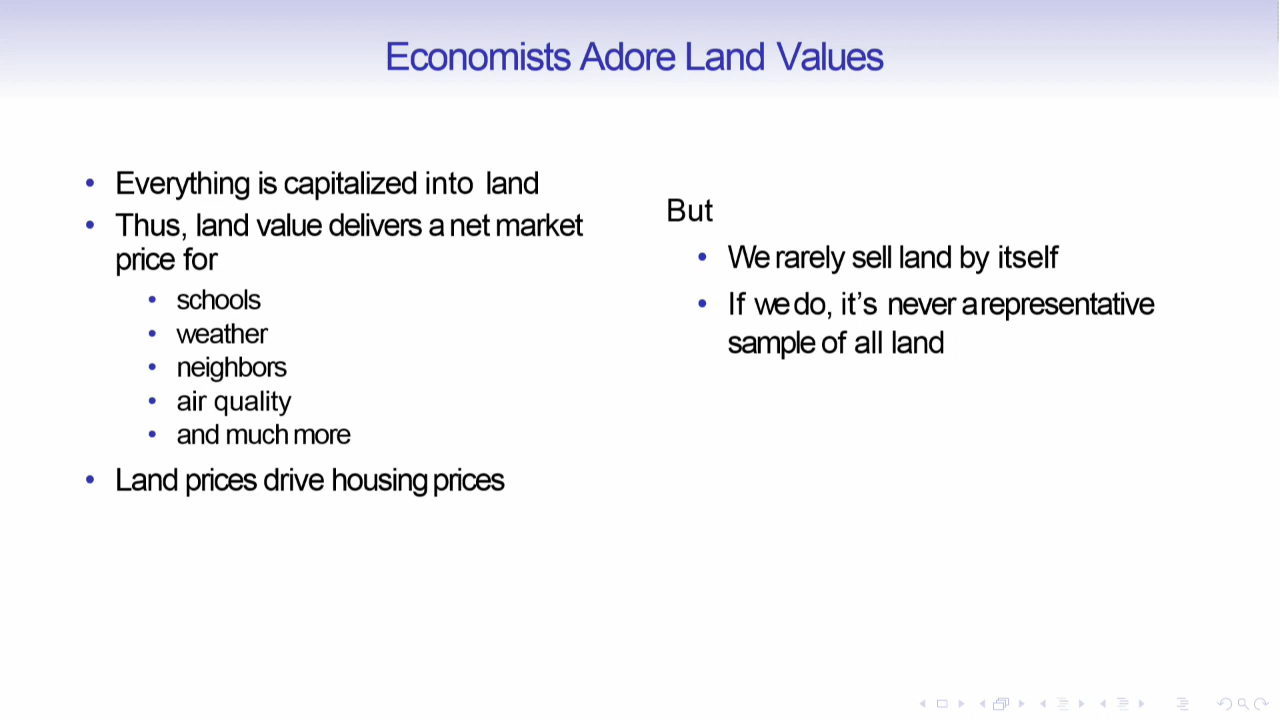 Economists Adore Land Values
• Everything is capitalized into land
• Thus, land value delivers a net market
price for
• schools
• weather
• neighbors
• air quality
• and much more
• Land prices drive housing prices
But
• We rarely sell land by itself
• If we do, it’s never a representative
sample of all land